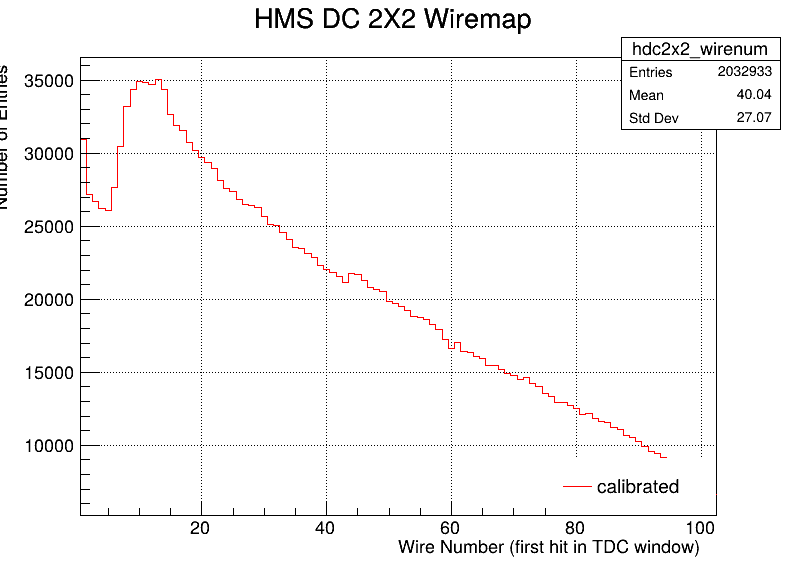 HMS DC 2X2 Wiremap
hdc2x2_wirenum
Entries 2032933
Mean 40.04
Std Dev 27.07
Number of Entries
35000
30000
25000
20000
15000
10000
calibrated
20 40 60 80 100
Wire Number (first hit in TDC window)